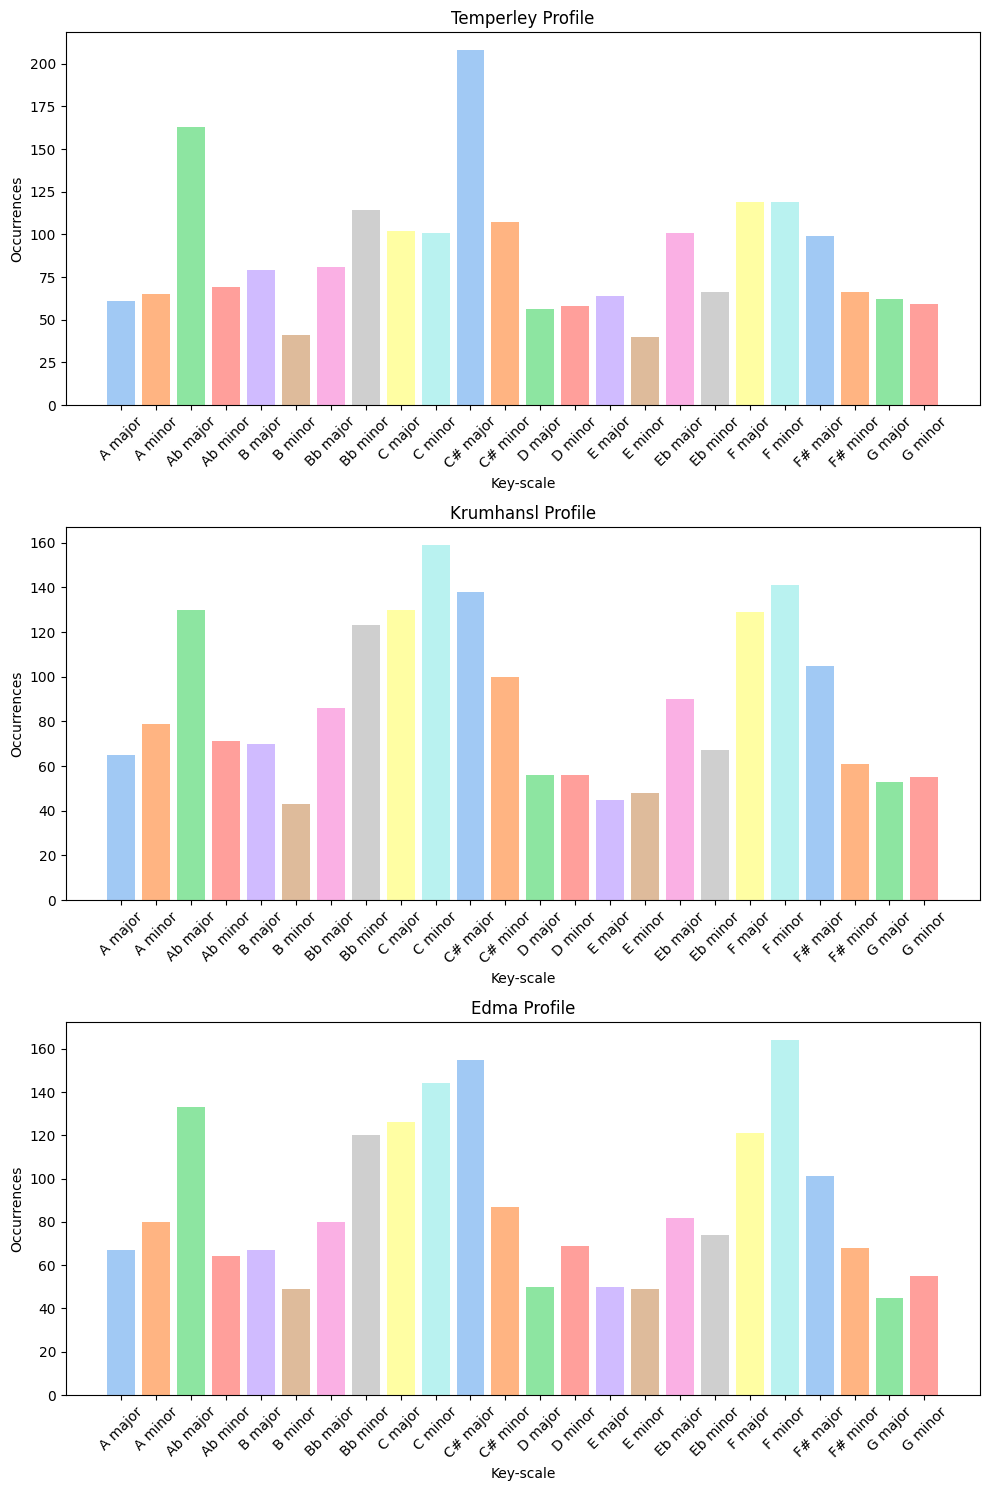 Temperley Profile
200
175
150
125
100
75
50
25
0
Occurrences
A major A minor Ab major Ab minor B major B minor Bb major Bb minor C major C minor C# major C# minor D major D minor E major E minor Eb major Eb minor F major F minor F# major F# minor G major G minor
Key-scale
Krumhansl Profile
160
140
120
100
80
60
40
20
0
Occurrences
A major A minor Ab major Ab minor B major B minor Bb major Bb minor C major C minor C# major C# minor D major D minor E major E minor Eb major Eb minor F major F minor F# major F# minor G major G minor
Key-scale
Edma Profile
160
140
120
100
80
60
40
20
0
Occurrences
A major A minor Ab major Ab minor B major B minor Bb major Bb minor C major C minor C# major C# minor D major D minor E major E minor Eb major Eb minor F major F minor F# major F# minor G major G minor
Key-scale